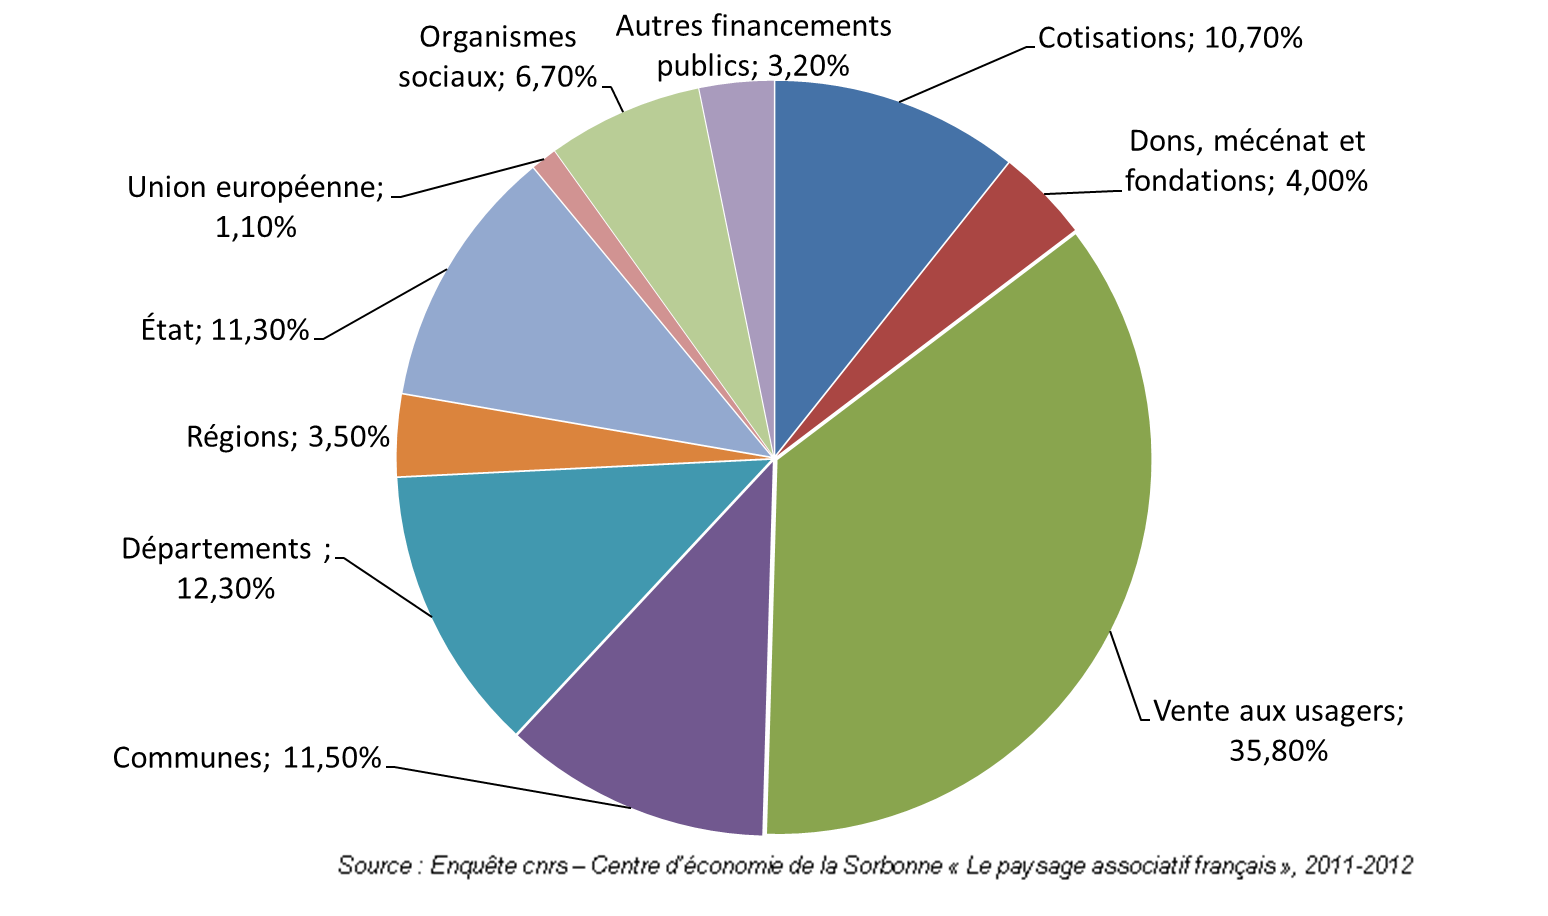 Organismes
sociaux; 6,70%
Autres financements
publics; 3,20%
Cotisations; 10,70%
Dons, mécénat et
fondations; 4,00%
Union européenne;
1,10%
État; 11,30%
Régions; 3,50%
Départements ;
12,30%
Communes; 11,50%
Vente aux usagers;
35,80%
Source : Enquête cnrs – Centre d'économie de la Sorbonne « Le paysage associatif français », 2011-2012